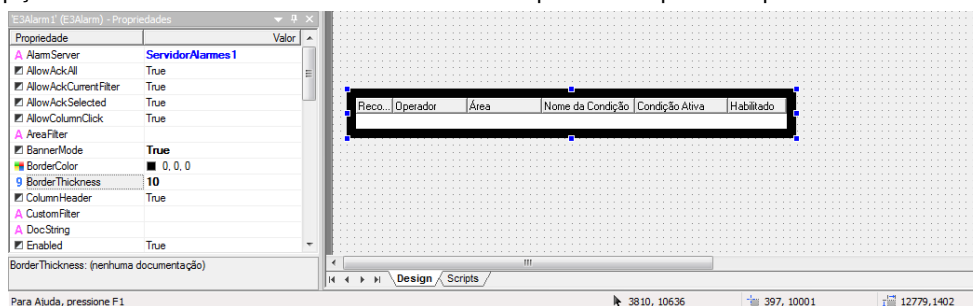 'E3Alarm1' (E3Alarm) - Propriedades
Propriedade Valor
AlarmServer ServidorAlarmes1
AllowAckAll True
AllowAckCurrentFilter True
AllowAckSelected True
AllowColumnClick True
AreaFilter
BannerMode True
BorderColor 0, 0, 0
BorderThickness 10
ColumnHeader True
CustomFilter
DocString
Enabled True
BorderThickness: (nenhuma documentação)
Reco... Operador Área Nome da Condição Condição Ativa Habilitado
Design Scripts
Para Ajuda, pressione F1
3810, 10636 397, 10001 12779,1402